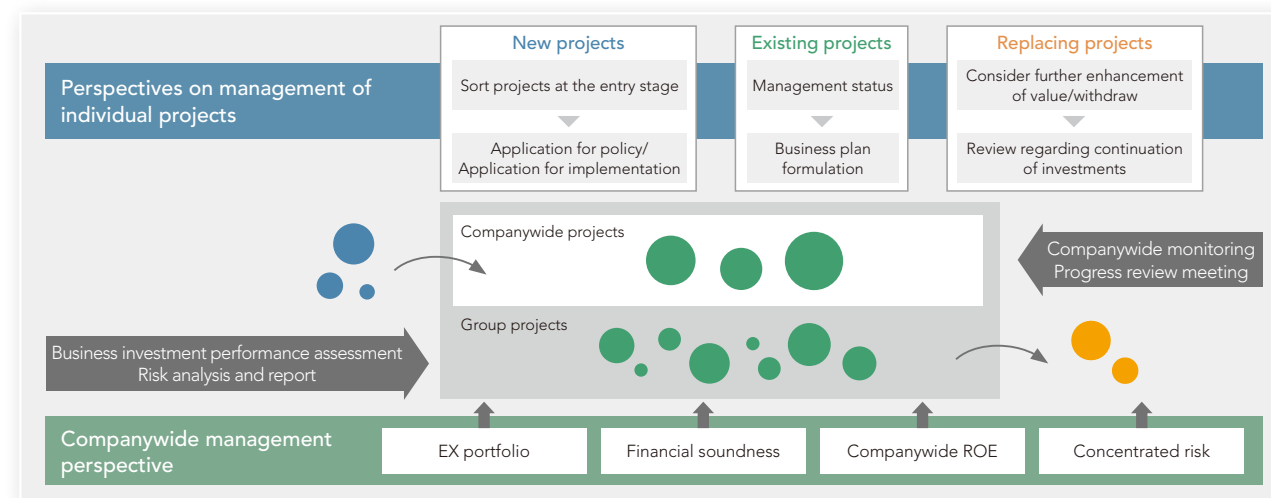 New projects
Existing projects
Replacing projects
Perspectives on management of
individual projects
Sort projects at the entry stage
Application for policy/
Application for implementation
Management status
Business plan
formulation
Consider further enhancement
of value/withdraw
Review regarding continuation
of investments
Companywide projects
Companywide monitoring
Progress review meeting
Group projects
Business investment performance assessment
Risk analysis and report
Companywide management
perspective
EX portfolio
Financial soundness
Companywide ROE
Concentrated risk